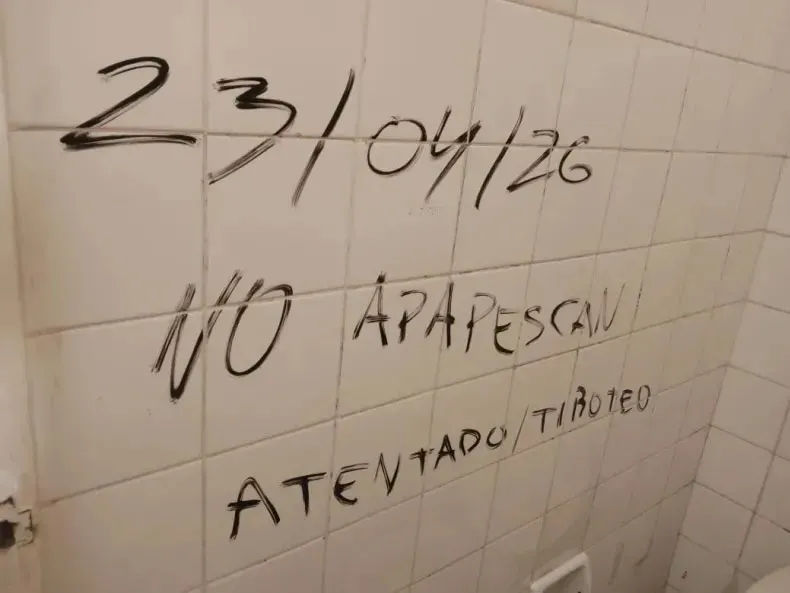 23/04/26
NO APAPESCAN
ATENTADO/TIROTEO